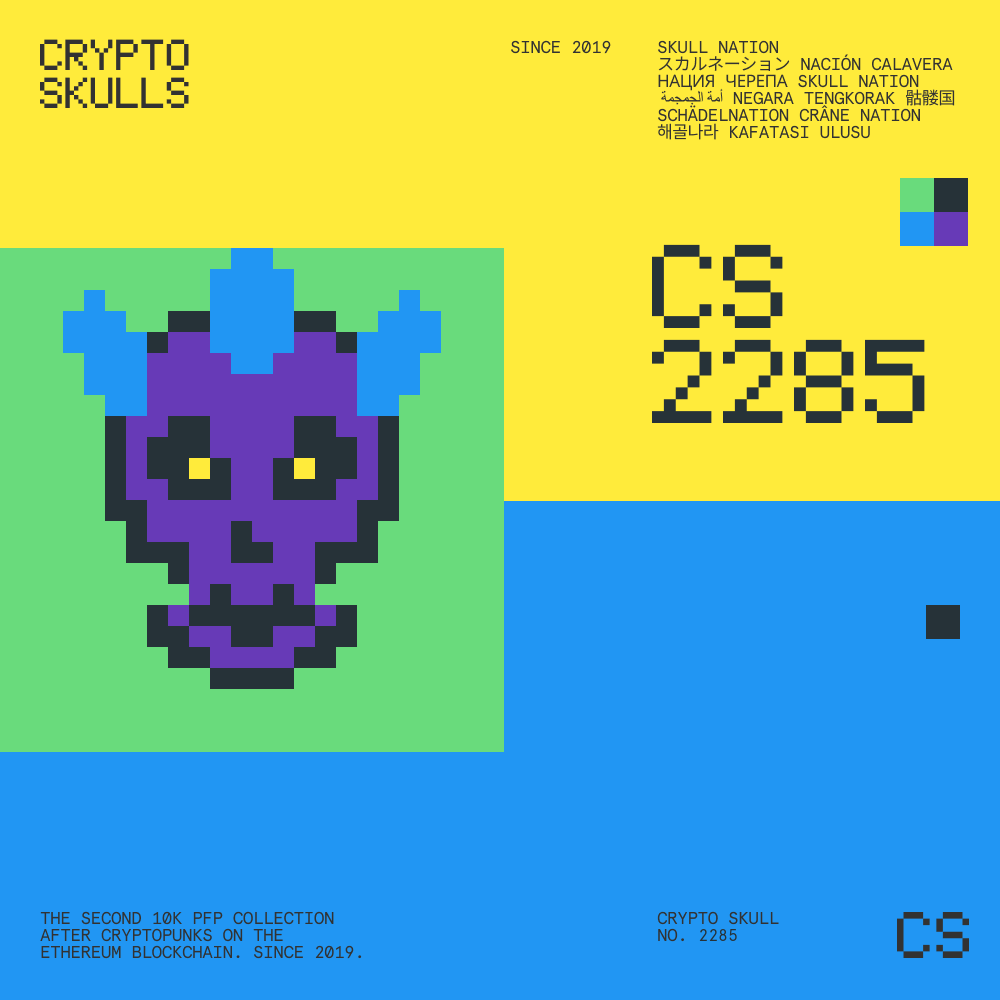 CRYPTO
SKULLS
SINCE 2019
SKULL NATION
スカルネーション NACIÓN CALAVERA
НАЦИЯ ЧЕРЕПА SKULL NATION
أمة الجمجمة NEGARA TENGKORAK 骷髅国
SCHÄDELNATION CRÂNE NATION
해골나라 KAFATASI ULUSU
CS
2285
THE SECOND 10K PFP COLLECTION
AFTER CRYPTOPUNKS ON THE
ETHEREUM BLOCKCHAIN. SINCE 2019.
CRYPTO SKULL
NO. 2285
CS